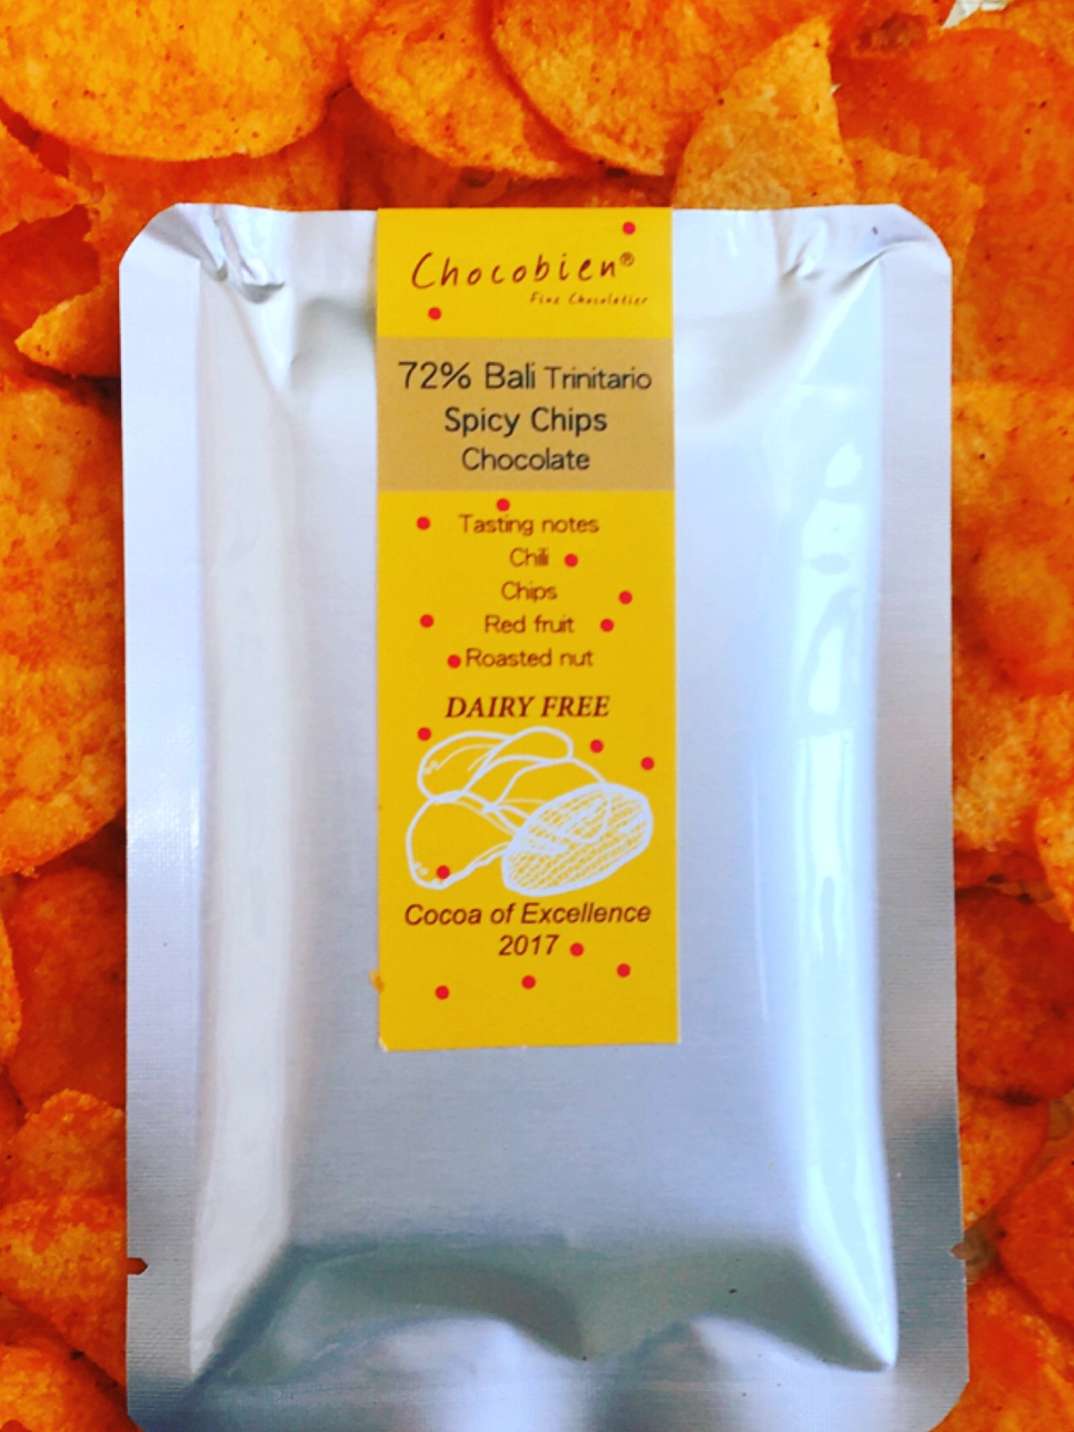 Chocobien®
Fine Chocolatier
72% Bali Trinitario
Spicy Chips
Chocolate
Tasting notes
Chilli
Chips
Red fruit
Roasted nut
DAIRY FREE
Cocoa of Excellence
2017